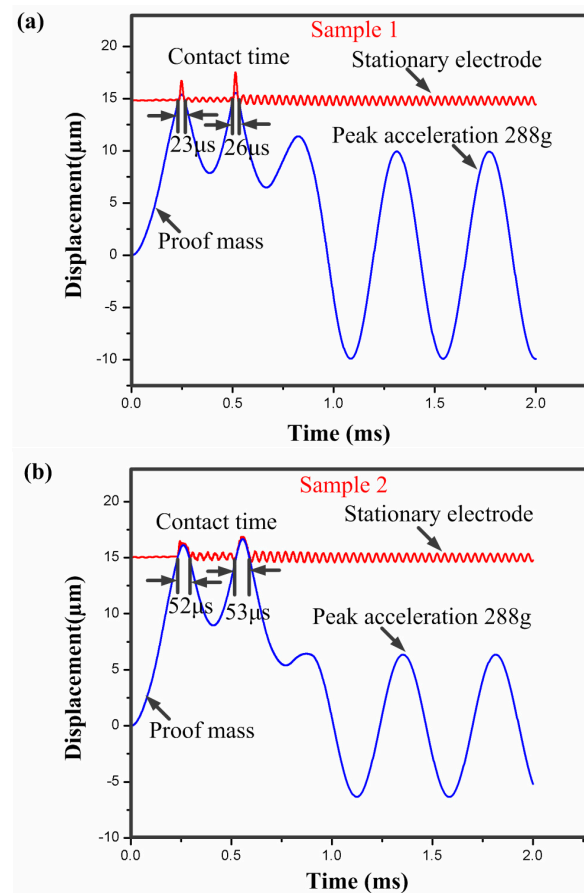 (a)
Sample 1
Contact time
Stationary electrode
23μs
26μs
Peak acceleration 288g
Proof mass
Displacement(μm)
20
15
10
5
0
-5
-10
0.0
0.5
1.0
1.5
2.0
Time (ms)
(b)
Sample 2
Contact time
Stationary electrode
52μs
53μs
Peak acceleration 288g
Proof mass
Displacement(μm)
20
15
10
5
0
-5
-10
0.0
0.5
1.0
1.5
2.0
Time (ms)